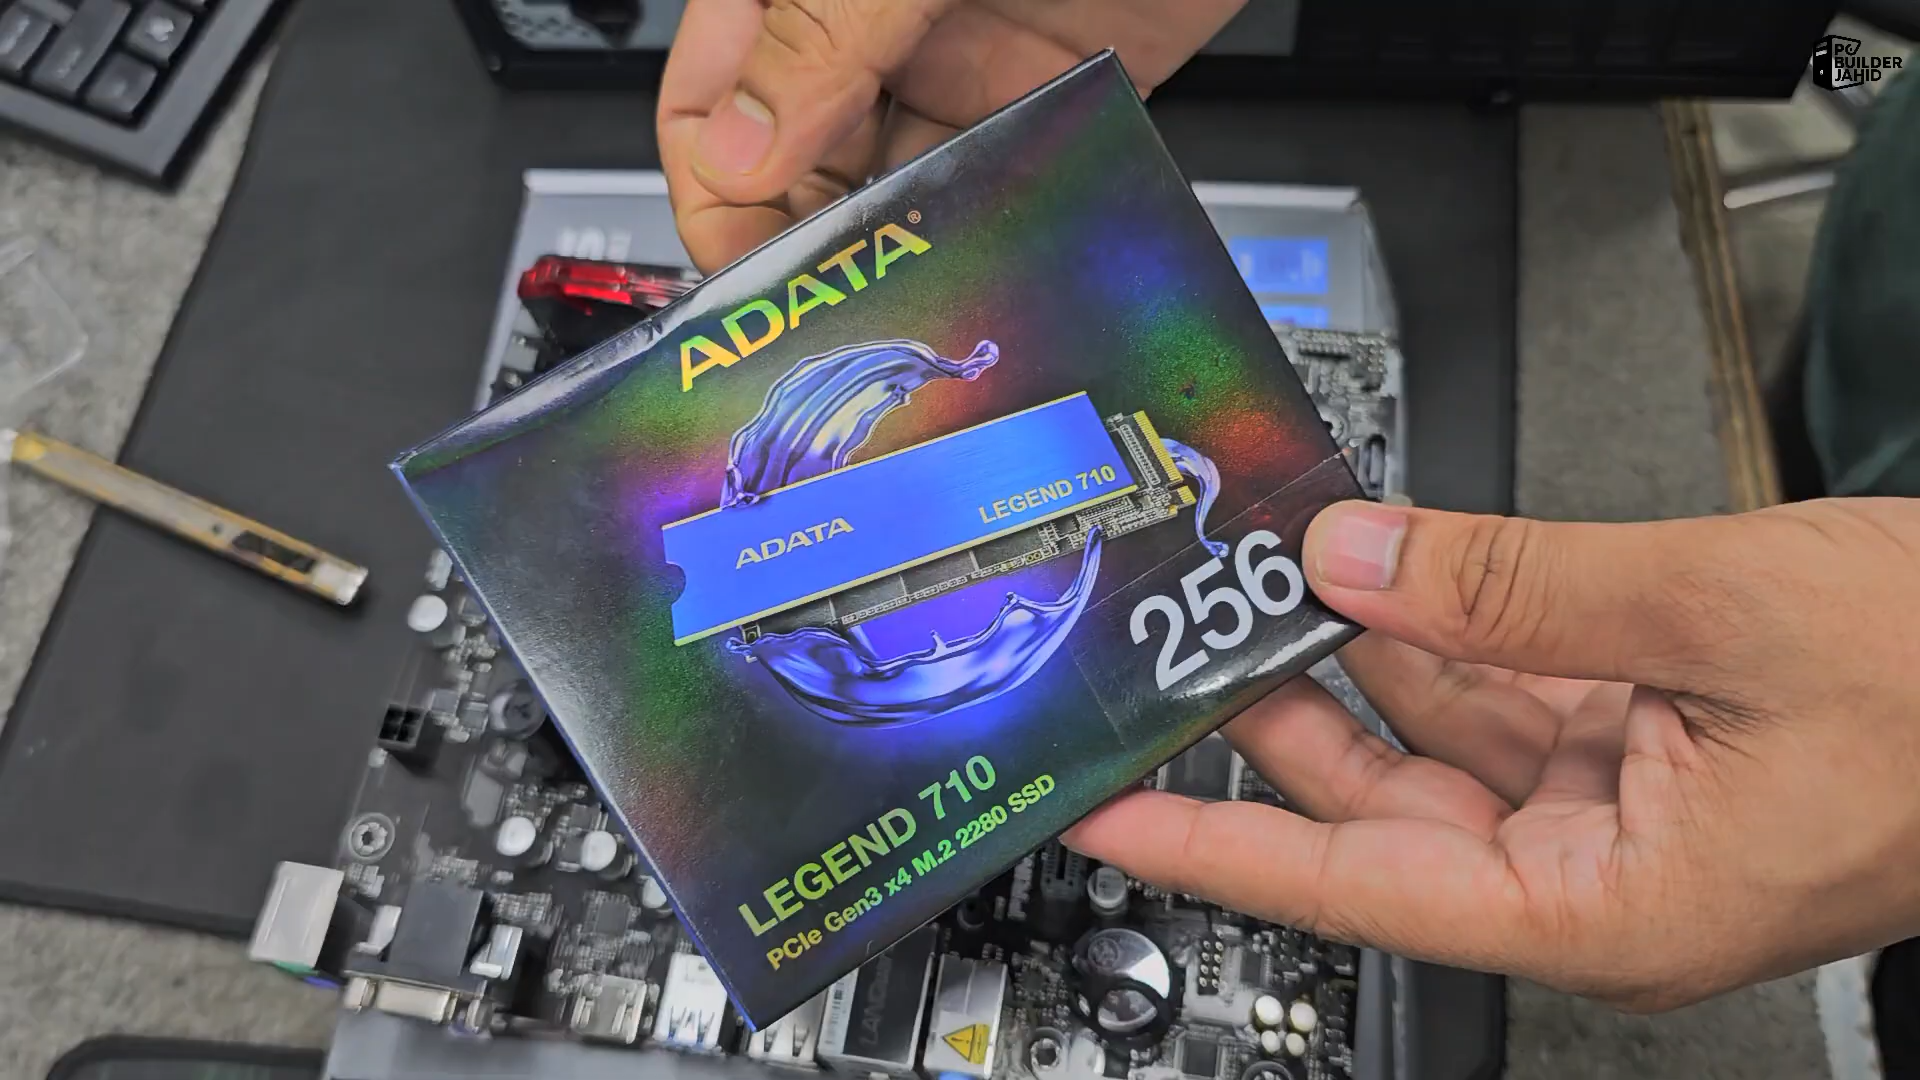 PC
BUILDER
JAHID
ADATA®
ADATA
LEGEND 710
256
LEGEND 710
PCIe Gen3 x4 M.2 2280 SSD